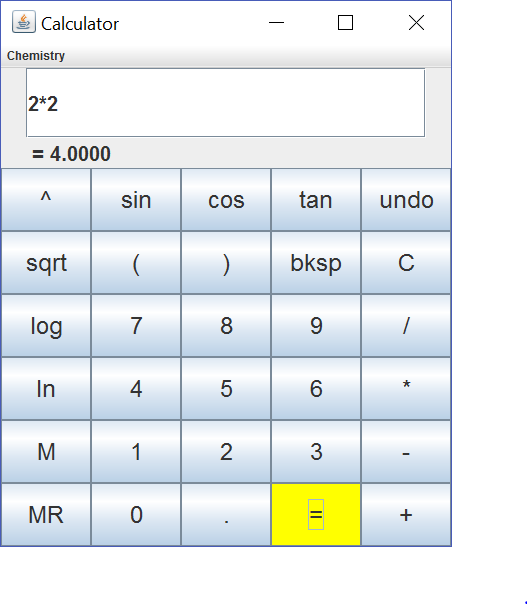 Calculator
Chemistry
2*2
= 4.0000
^ sin cos tan undo
sqrt ( ) bksp C
log 7 8 9 /
ln 4 5 6 *
M 1 2 3 -
MR 0 . = +